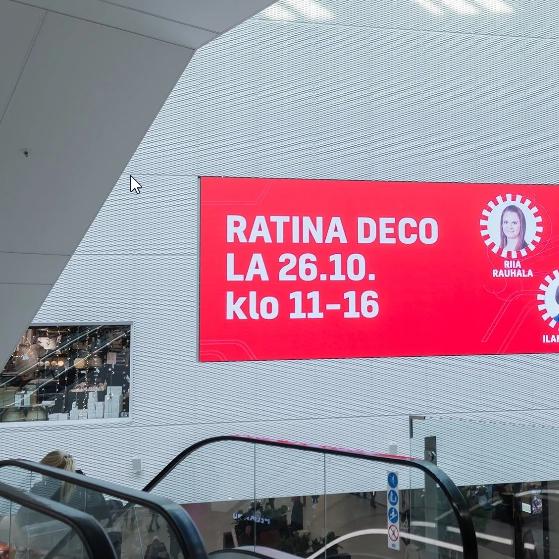 RATINA DECO
LA 26.10.
klo 11-16
RIIA
RAUHALA